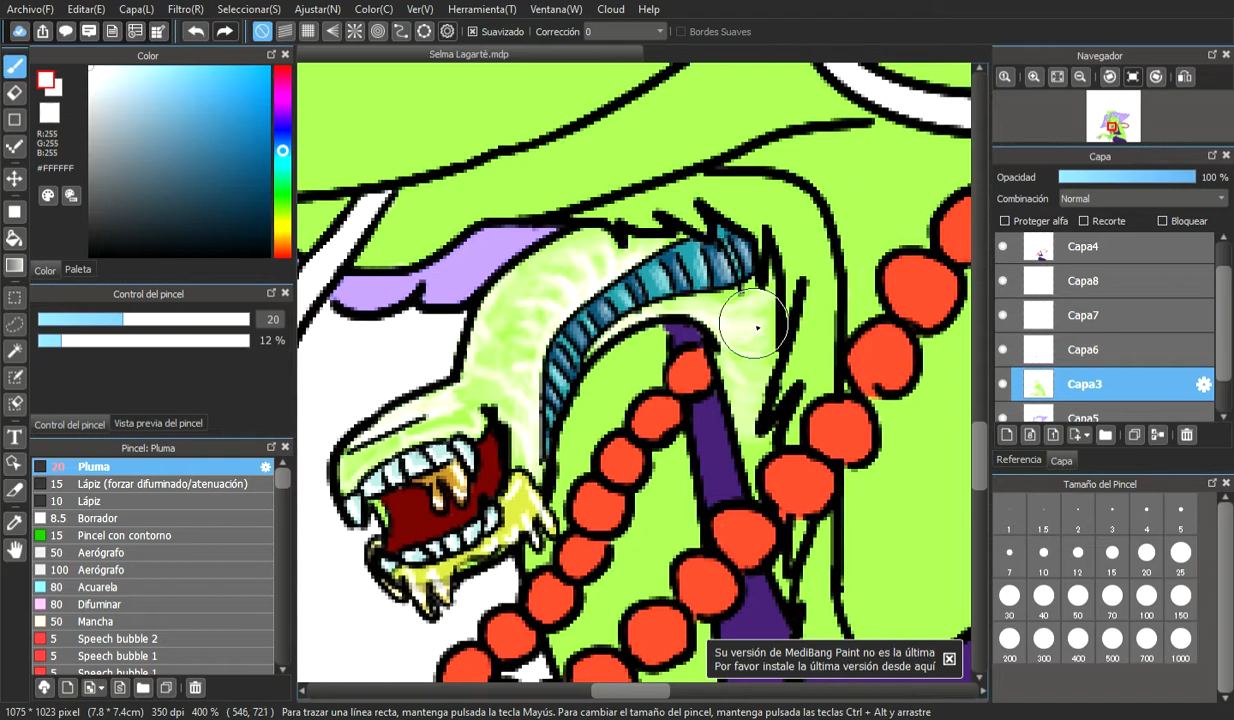 Archivo(F) Editar(E) Capa(L) Filtro(R) Seleccionar(S) Ajustar(N) Color(C) Ver(V) Herramienta(T) Ventana(W) Cloud Help
Suavizado Corrección 0 Bordes Suaves
Color
R:255
G:255
B:255
#FFFFFF
Color Paleta
Control del pincel
20
12 %
Control del pincel Vista previa del pincel
Pincel: Pluma
20 Pluma
15 Lápiz (forzar difuminado/atenuación)
10 Lápiz
8.5 Borrador
15 Pincel con contorno
50 Aerógrafo
100 Aerógrafo
80 Acuarela
80 Difuminar
50 Mancha
5 Speech bubble 2
5 Speech bubble 1
Selma Lagartè.mdp
Su versión de MediBang Paint no es la última
Por favor instale la última versión desde aquí
Navegador
Capa
Opacidad 100 %
Combinación Normal
Proteger alfa Recorte Bloquear
Capa4
Capa8
Capa7
Capa6
Capa3
Capa5
Referencia Capa
Tamaño del Pincel
1 1.5 2 3 4 5
7 10 12 15 20 25
30 40 50 70 100 150
200 300 400 500 700 1000
1075 * 1023 pixel (7.8 * 7.4cm) 350 dpi 400 % ( 546, 721 ) Para trazar una línea recta, mantenga pulsada la tecla Mayús. Para cambiar el tamaño del pincel, mantenga pulsadas las teclas Ctrl + Alt y arrastre